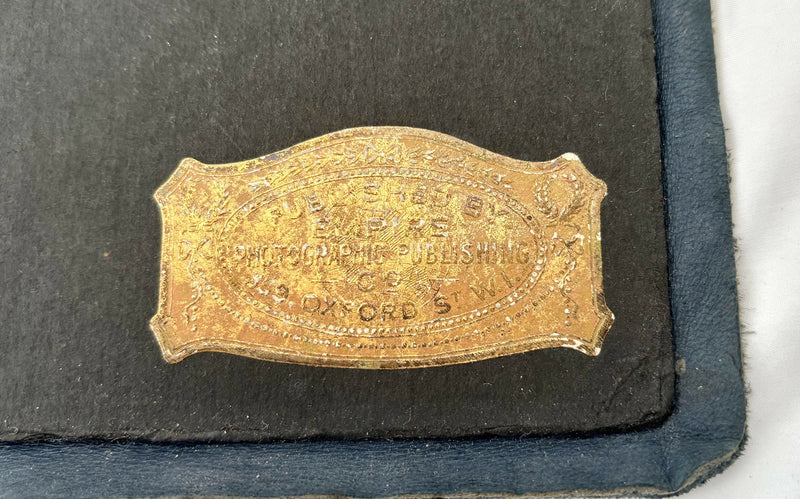 PUBLISHED BY
EMPIRE
PHOTOGRAPHIC PUBLISHING
CO
OXFORD ST W.1.